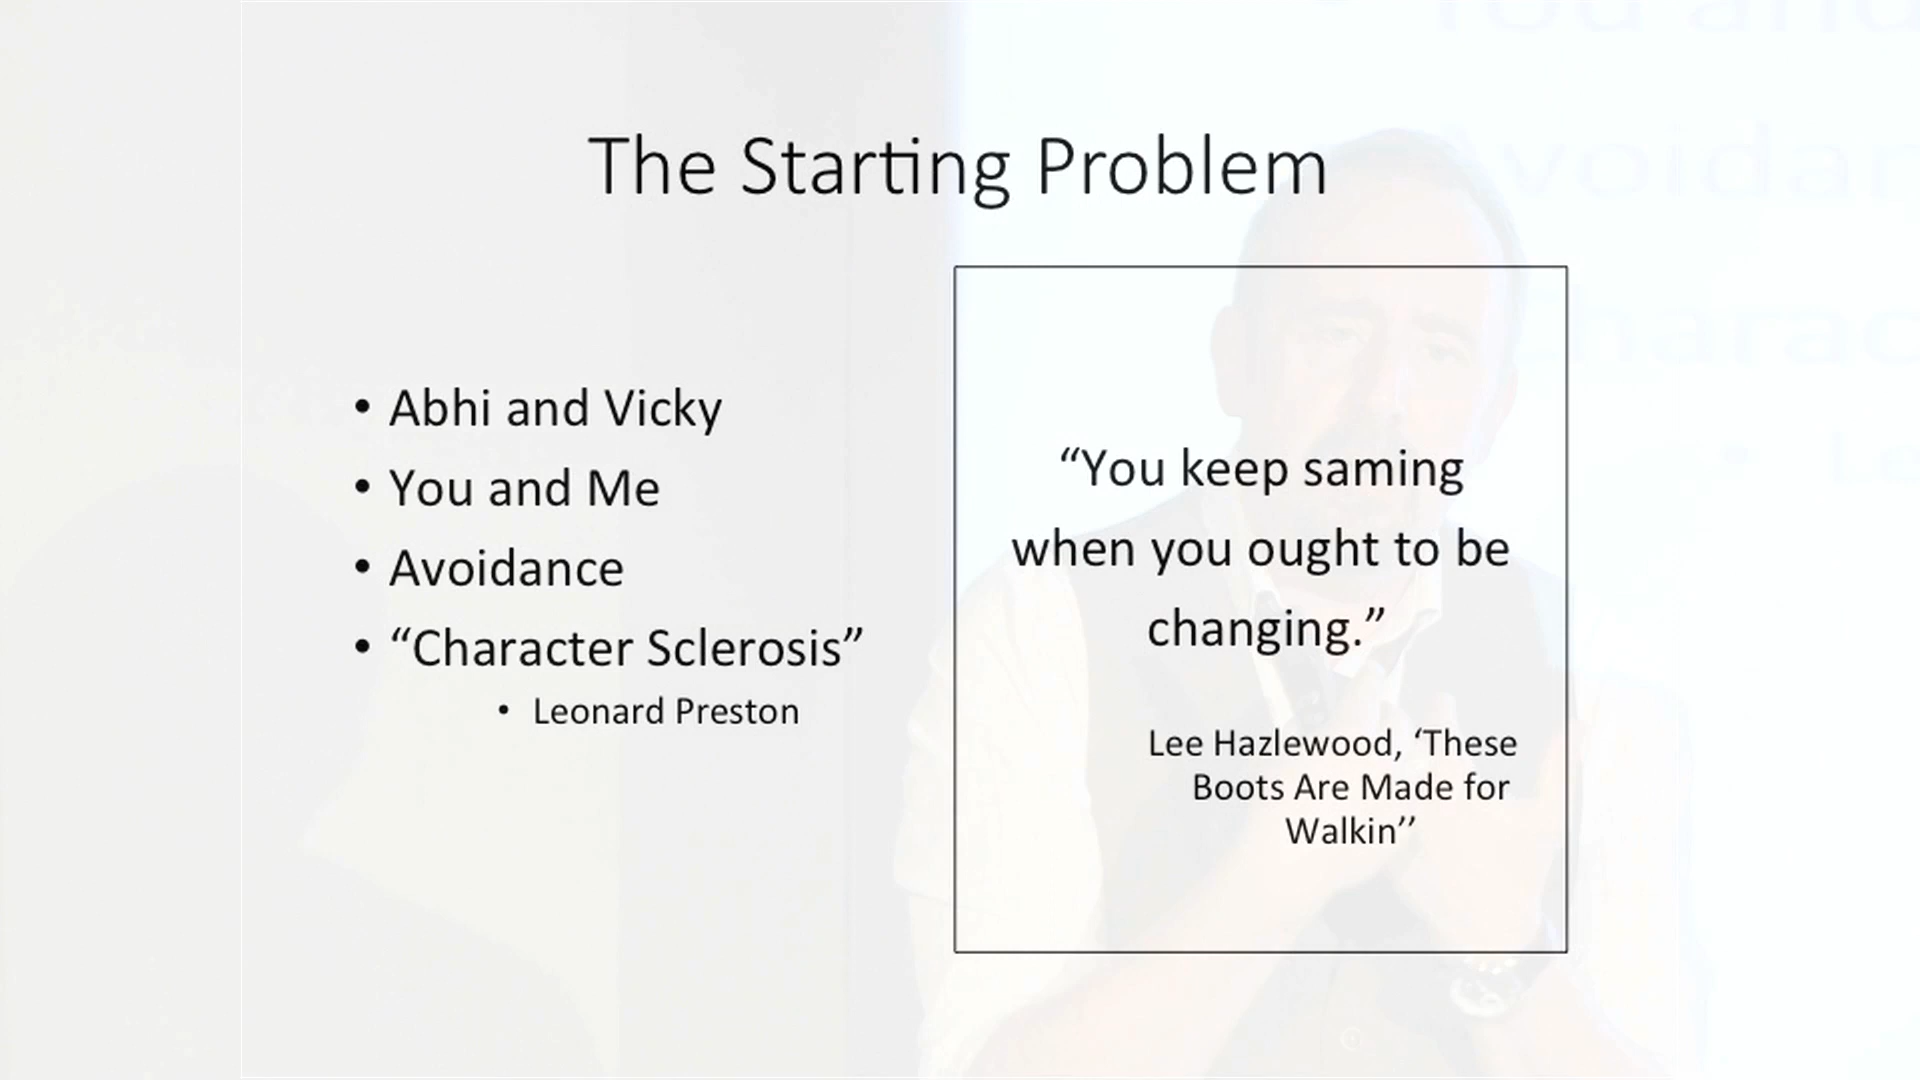 The Starting Problem
• Abhi and Vicky
• You and Me
• Avoidance
• “Character Sclerosis”
• Leonard Preston
“You keep saming
when you ought to be
changing.”
Lee Hazlewood, ‘These
Boots Are Made for
Walkin’’